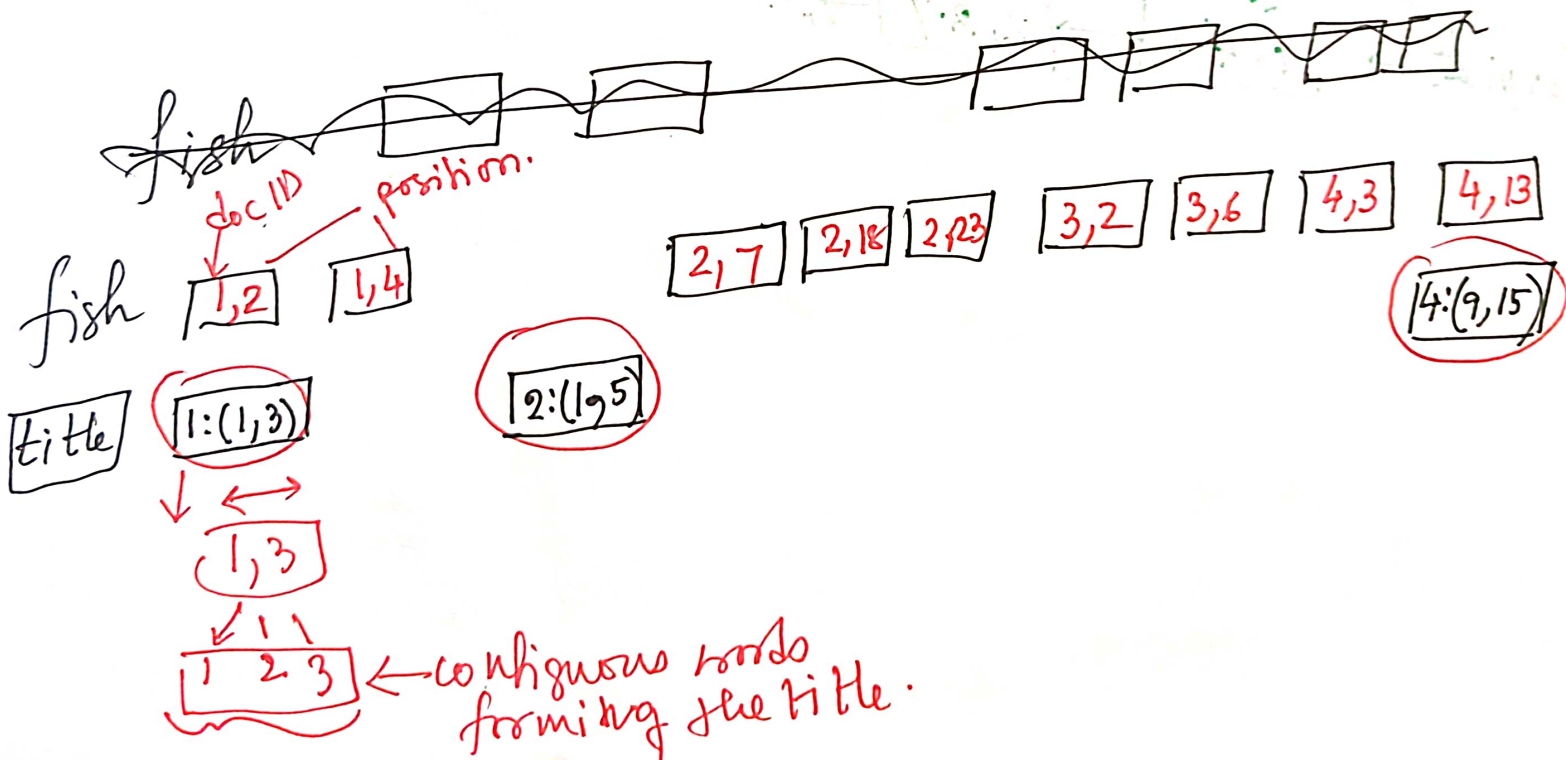 fish
doc ID position.
fish 1,2 1,4 2,7 2,18 2,23 3,2 3,6 4,3 4,13
title 1:(1,3) 2:(1,5) 4:(9,15)
1,3
1 2 3 ← contiguous words
forming the title.